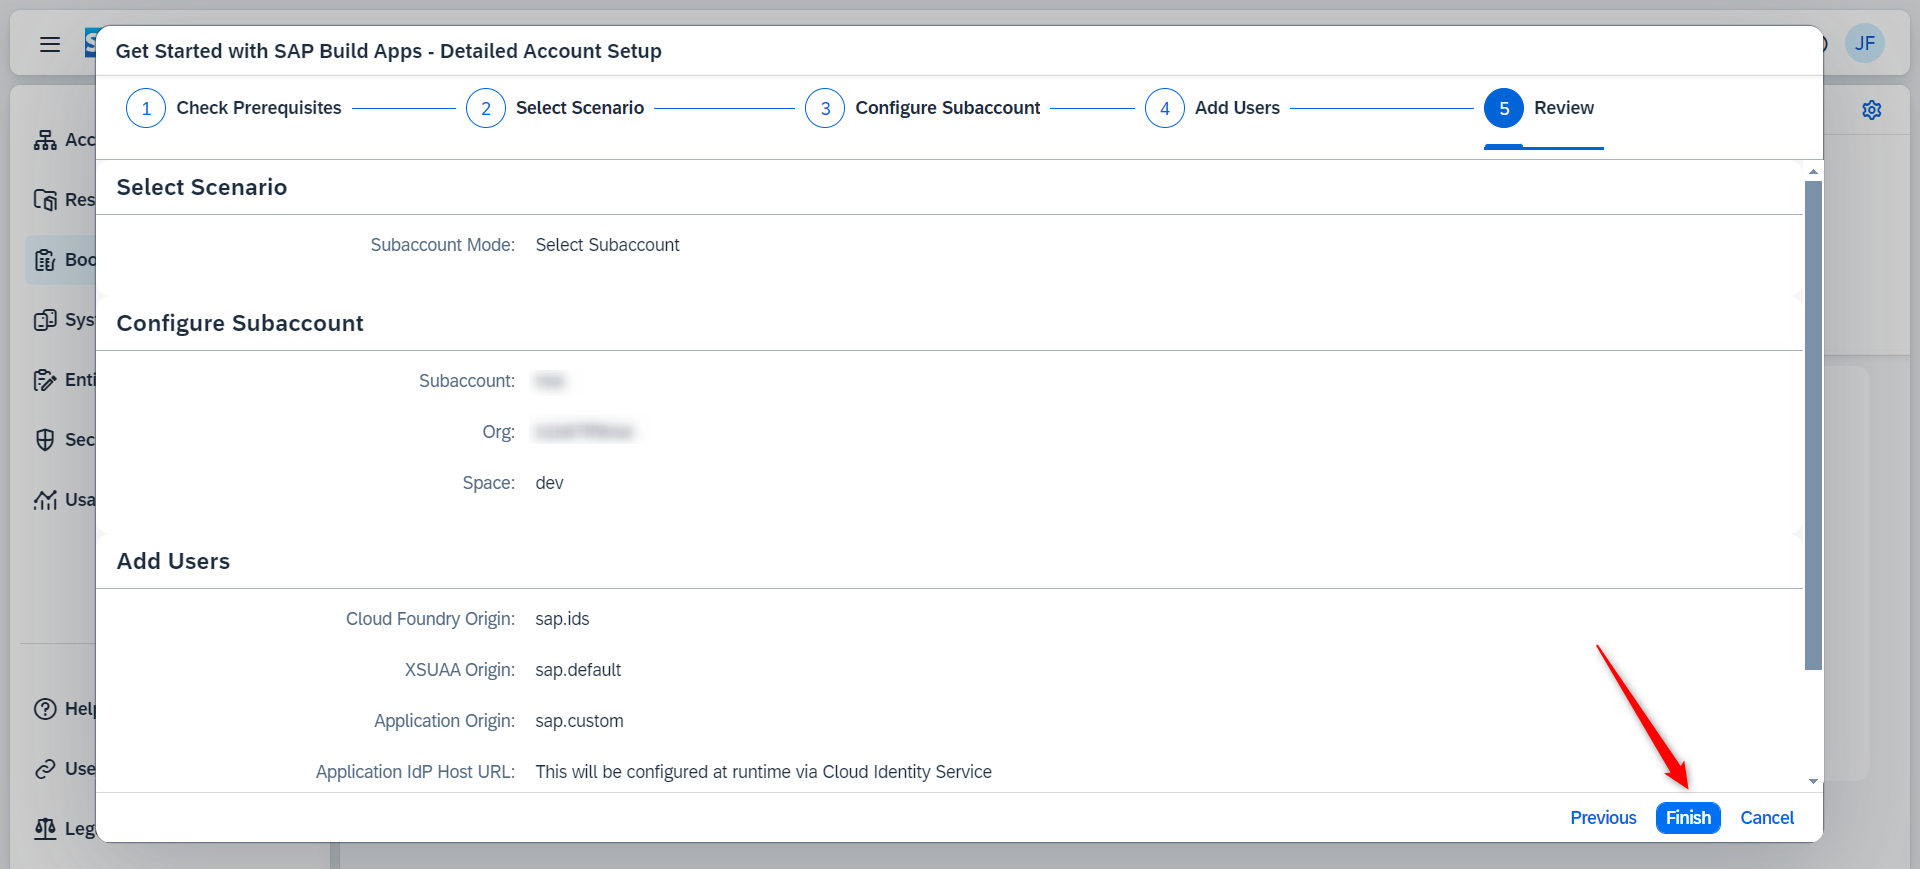 JF
Get Started with SAP Build Apps - Detailed Account Setup
1 Check Prerequisites
2 Select Scenario
3 Configure Subaccount
4 Add Users
5 Review
Acc
Res
Boo
Sys
Enti
Sec
Usa
Help
Use
Leg
Select Scenario
Subaccount Mode: Select Subaccount
Configure Subaccount
Subaccount:
Org:
Space: dev
Add Users
Cloud Foundry Origin: sap.ids
XSUAA Origin: sap.default
Application Origin: sap.custom
Application IdP Host URL: This will be configured at runtime via Cloud Identity Service
Previous
Finish
Cancel